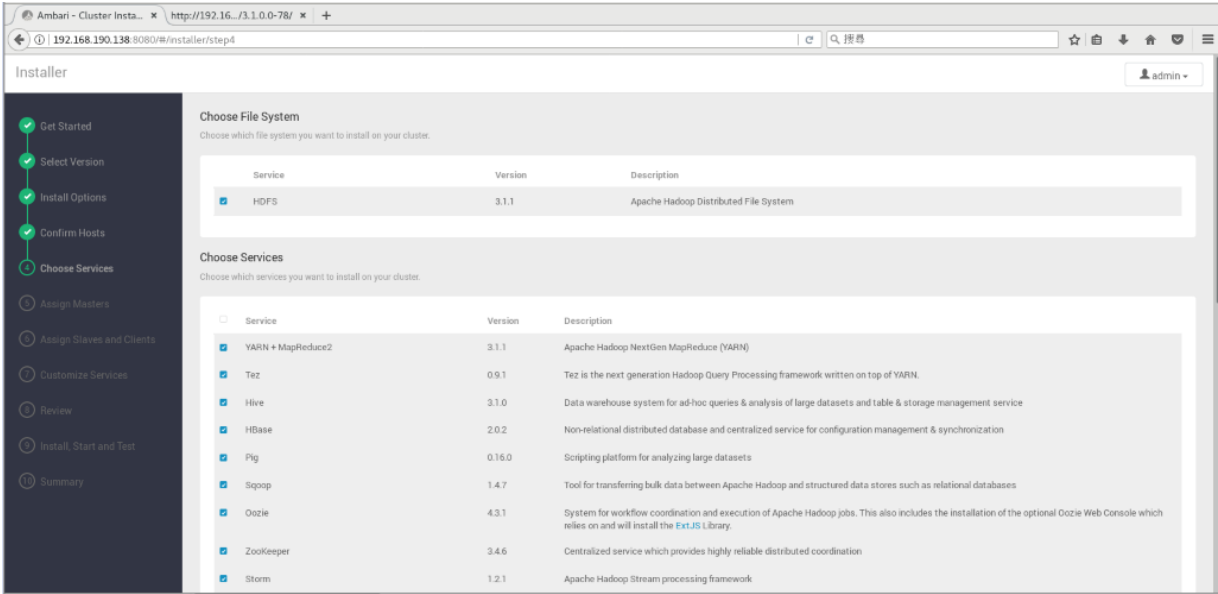 Ambari - Cluster Insta... × http://192.16.../3.1.0.0-78/ × +
192.168.190.138:8080/#/installer/step4 搜尋
Installer admin
Get Started
Select Version
Install Options
Confirm Hosts
4 Choose Services
5 Assign Masters
6 Assign Slaves and Clients
7 Customize Services
8 Review
9 Install, Start and Test
10 Summary
Choose File System
Choose which file system you want to install on your cluster.
Service Version Description
HDFS 3.1.1 Apache Hadoop Distributed File System
Choose Services
Choose which services you want to install on your cluster.
Service Version Description
YARN + MapReduce2 3.1.1 Apache Hadoop NextGen MapReduce (YARN)
Tez 0.9.1 Tez is the next generation Hadoop Query Processing framework written on top of YARN.
Hive 3.1.0 Data warehouse system for ad-hoc queries & analysis of large datasets and table & storage management service
HBase 2.0.2 Non-relational distributed database and centralized service for configuration management & synchronization
Pig 0.16.0 Scripting platform for analyzing large datasets
Sqoop 1.4.7 Tool for transferring bulk data between Apache Hadoop and structured data stores such as relational databases
Oozie 4.3.1 System for workflow coordination and execution of Apache Hadoop jobs. This also includes the installation of the optional Oozie Web Console which
relies on and will install the ExtJS Library.
ZooKeeper 3.4.6 Centralized service which provides highly reliable distributed coordination
Storm 1.2.1 Apache Hadoop Stream processing framework